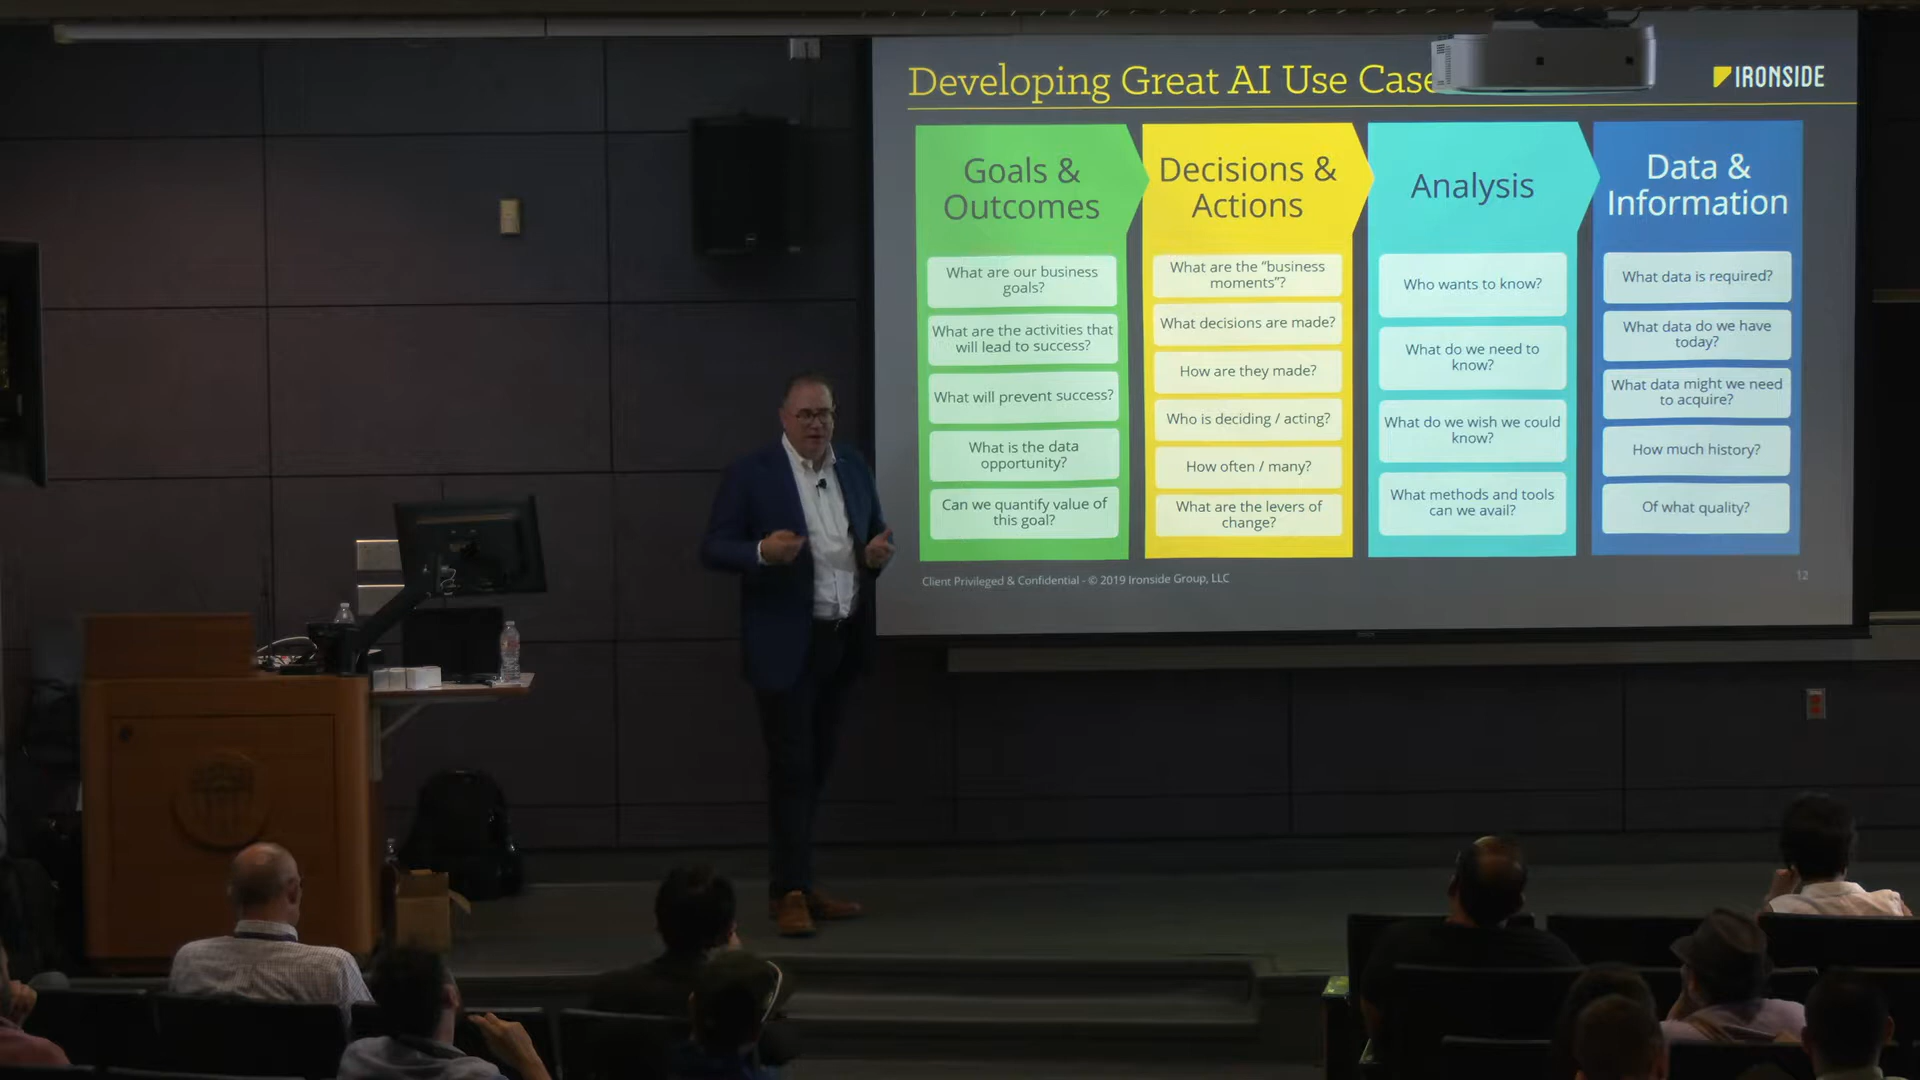 Developing Great AI Use Case
IRONSIDE
Goals &
Outcomes
What are our business
goals?
What are the activities that
will lead to success?
What will prevent success?
What is the data
opportunity?
Can we quantify value of
this goal?
Decisions &
Actions
What are the “business
moments”?
What decisions are made?
How are they made?
Who is deciding / acting?
How often / many?
What are the levers of
change?
Analysis
Who wants to know?
What do we need to
know?
What do we wish we could
know?
What methods and tools
can we avail?
Data &
Information
What data is required?
What data do we have
today?
What data might we need
to acquire?
How much history?
Of what quality?
Client Privileged & Confidential - © 2019 Ironside Group, LLC
12